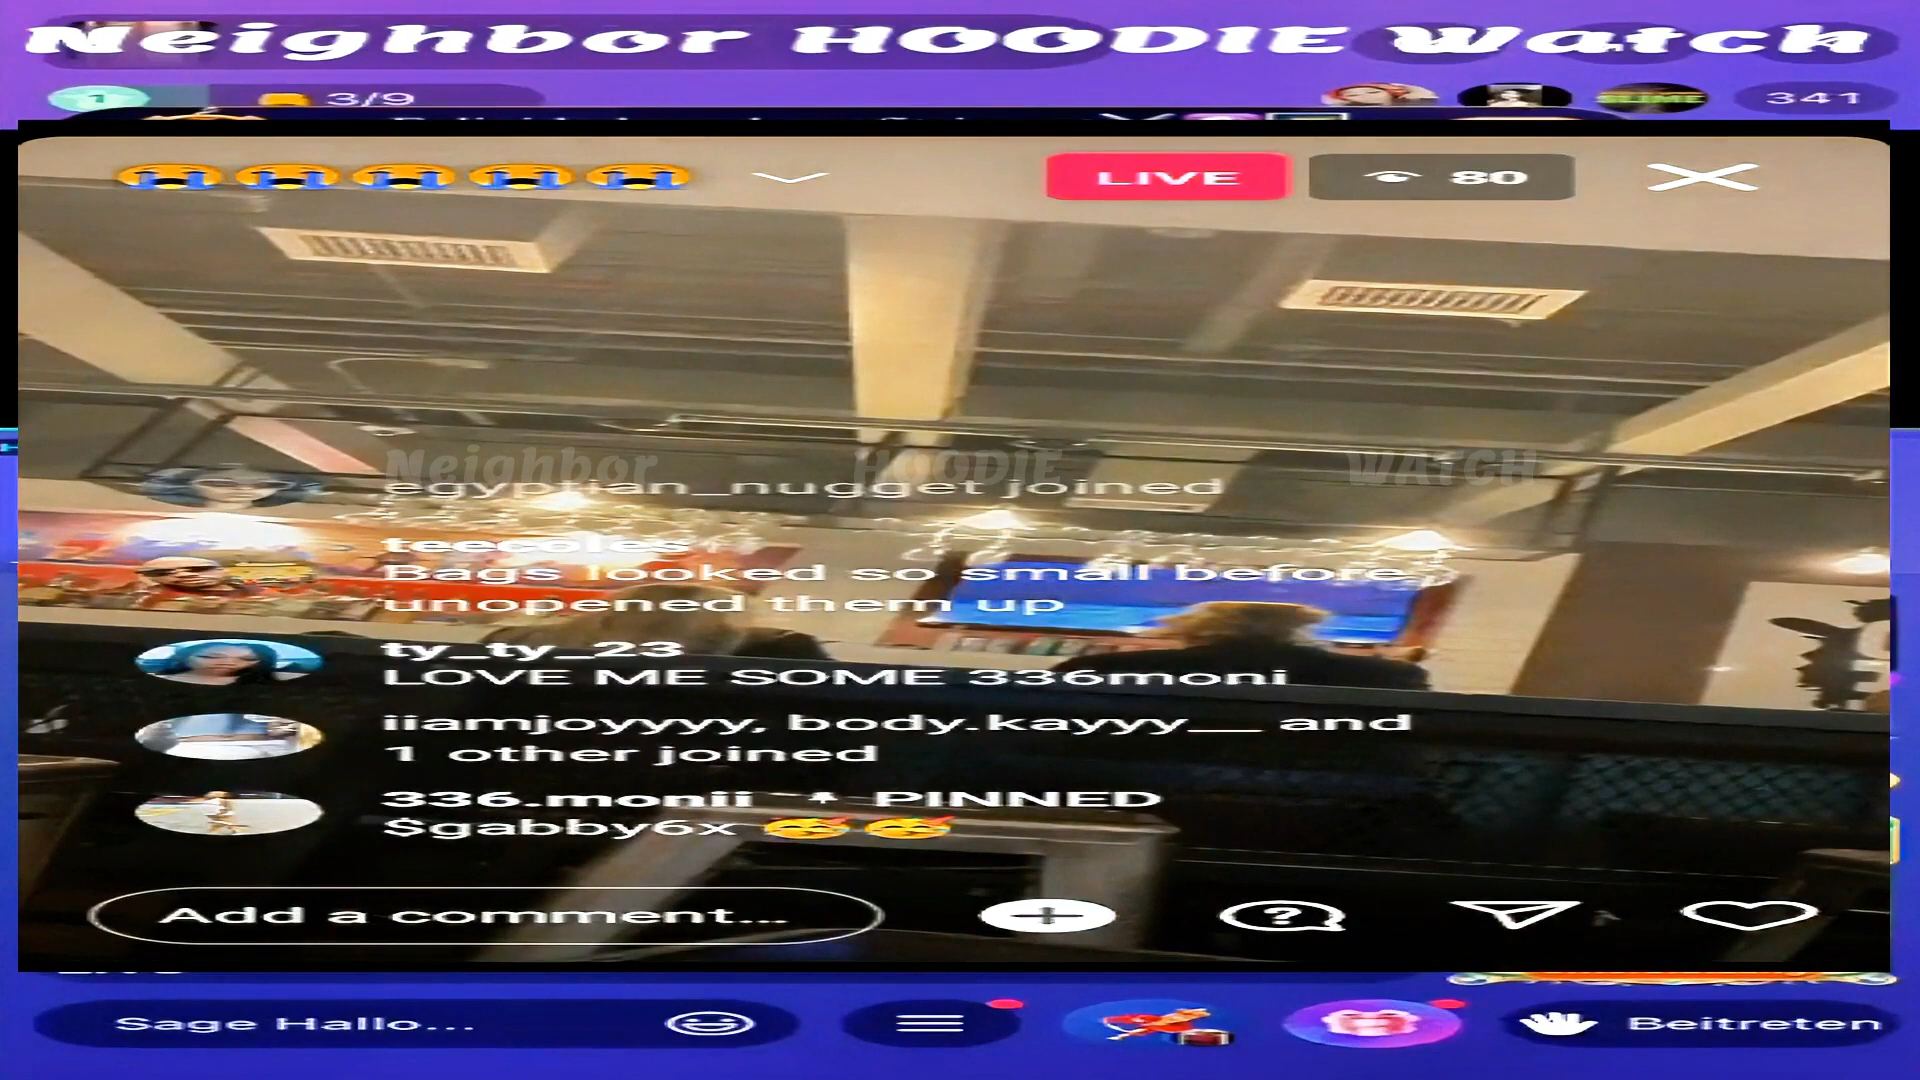 Neighbor HOODIE Watch
1
3/9
SLIME
341
😭😭😭😭😭
LIVE
80
Neighbor HOODIE WATCH
egyptian_nugget joined
teecoles
Bags looked so small before
unopened them up
ty_ty_23
LOVE ME SOME 336moni
iiamjoyyyy, body.kayyy__ and
1 other joined
336.monii PINNED
$gabby6x 🥳🥳
Add a comment...
Sage Hallo...
Beitreten